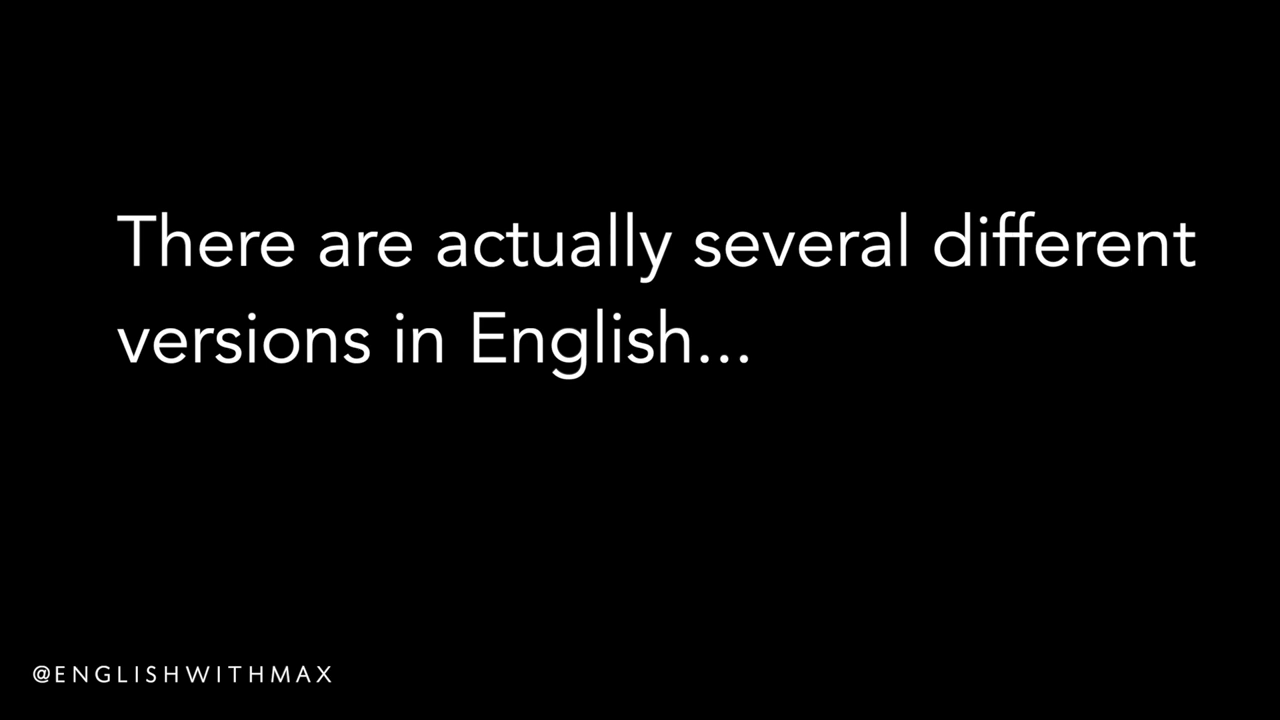 There are actually several different
versions in English...
@ENGLISHWITHMAX